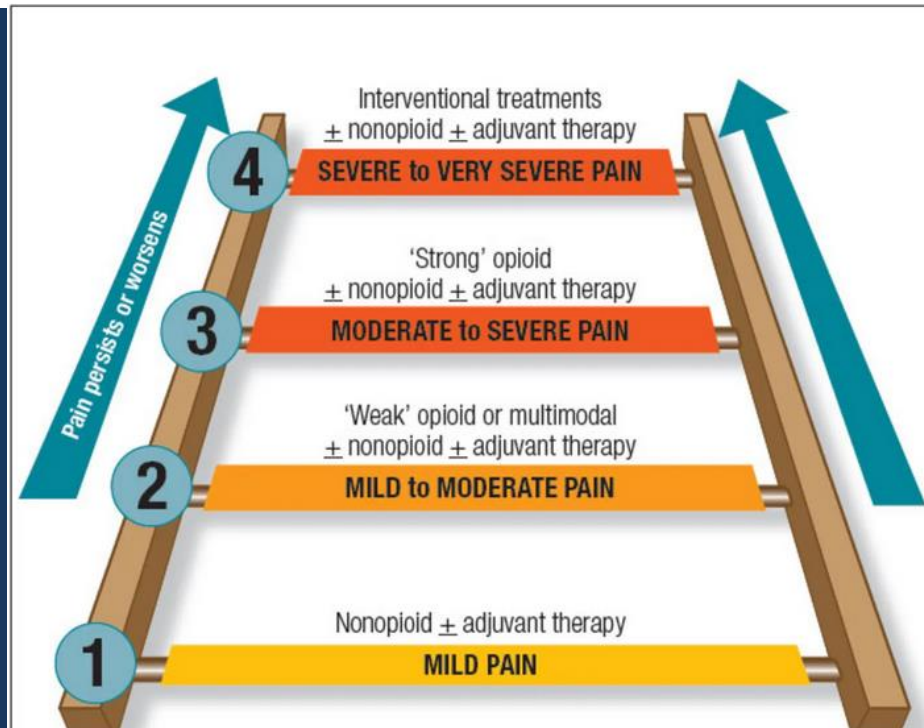 Interventional treatments
± nonopioid ± adjuvant therapy
4
SEVERE to VERY SEVERE PAIN
'Strong' opioid
± nonopioid ± adjuvant therapy
3
MODERATE to SEVERE PAIN
Pain persists or worsens
'Weak' opioid or multimodal
± nonopioid ± adjuvant therapy
2
MILD to MODERATE PAIN
Nonopioid ± adjuvant therapy
1
MILD PAIN